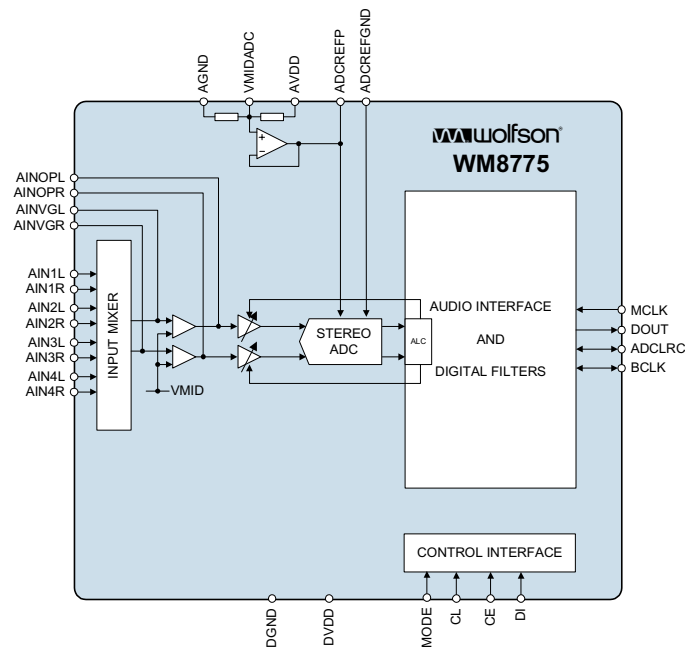 AGND
VMIDADC
AVDD
ADCREFP
ADCREFGND
wolfson®
WM8775
+
−
AINOPL
AINOPR
AINVGL
AINVGR
AIN1L
AIN1R
AIN2L
AIN2R
AIN3L
AIN3R
AIN4L
AIN4R
INPUT MIXER
VMID
STEREO
ADC
ALC
AUDIO INTERFACE
AND
DIGITAL FILTERS
MCLK
DOUT
ADCLRC
BCLK
CONTROL INTERFACE
DGND
DVDD
MODE
CL
CE
DI